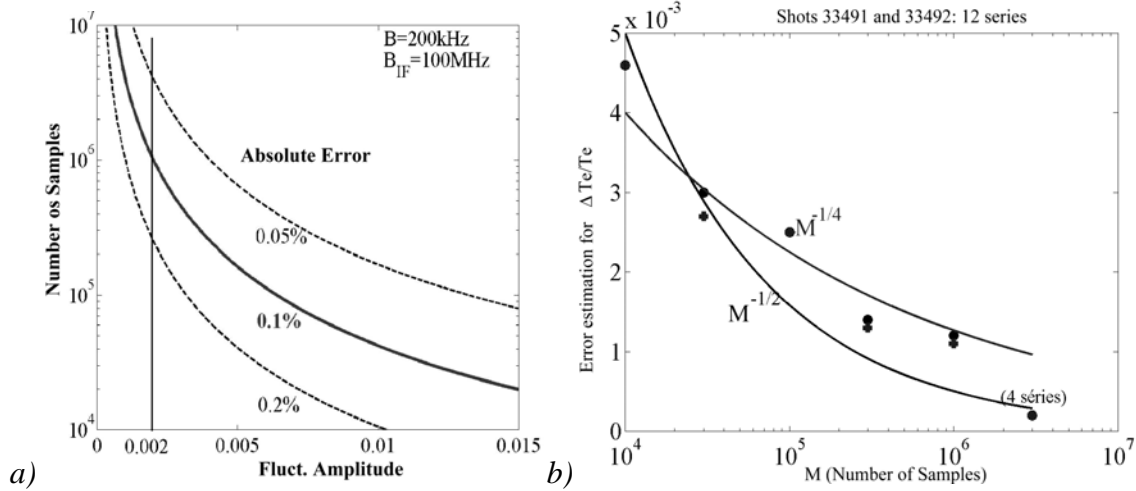 10^7
B=200kHz
B_IF=100MHz
Number os Samples
10^6
Absolute Error
0.05%
10^5
0.1%
0.2%
10^4
0
0.002
0.005
0.01
0.015
Fluct. Amplitude
a)
Shots 33491 and 33492: 12 series
5 x 10^-3
4
3
2
1
0
Error estimation for Δ Te/Te
M^-1/4
M^-1/2
(4 séries)
10^4
10^5
10^6
10^7
M (Number of Samples)
b)